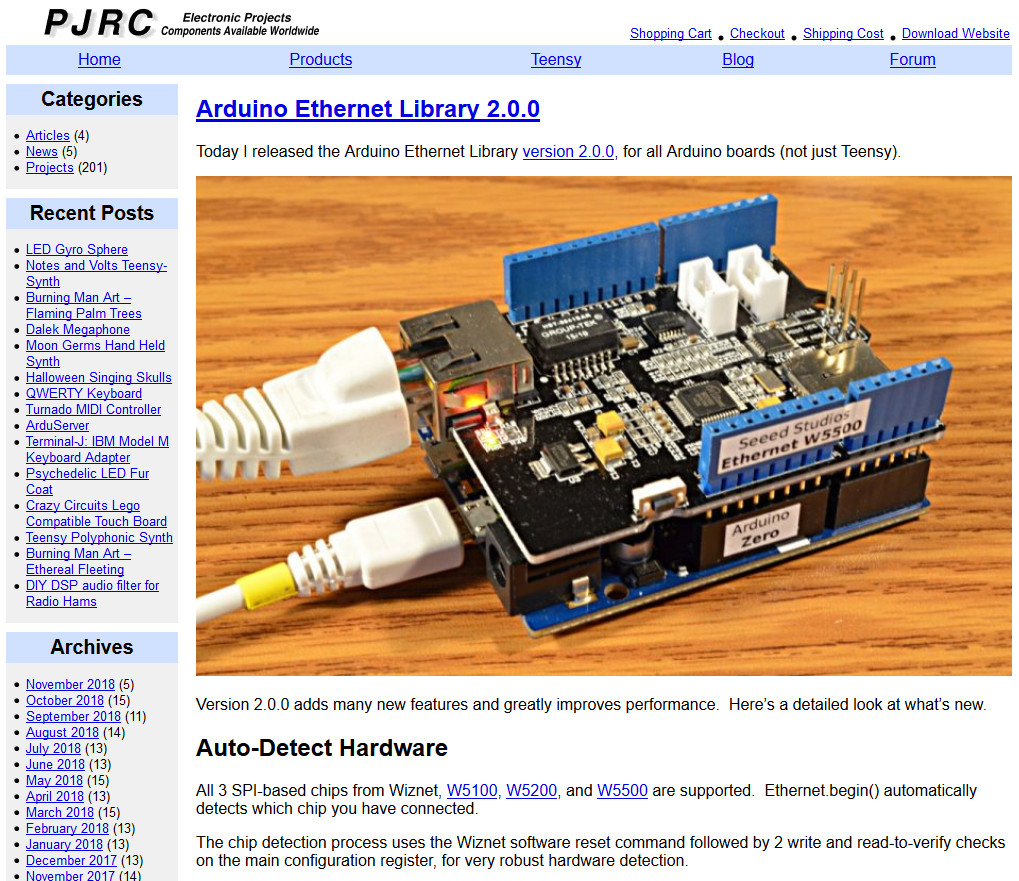 PJRC
Electronic Projects
Components Available Worldwide
Shopping Cart • Checkout • Shipping Cost • Download Website
Home Products Teensy Blog Forum
Categories
• Articles (4)
• News (5)
• Projects (201)
Recent Posts
• LED Gyro Sphere
• Notes and Volts Teensy-
Synth
• Burning Man Art –
Flaming Palm Trees
• Dalek Megaphone
• Moon Germs Hand Held
Synth
• Halloween Singing Skulls
• QWERTY Keyboard
• Turnado MIDI Controller
• ArduServer
• Terminal-J: IBM Model M
Keyboard Adapter
• Psychedelic LED Fur
Coat
• Crazy Circuits Lego
Compatible Touch Board
• Teensy Polyphonic Synth
• Burning Man Art –
Ethereal Fleeting
• DIY DSP audio filter for
Radio Hams
Archives
• November 2018 (5)
• October 2018 (15)
• September 2018 (11)
• August 2018 (14)
• July 2018 (13)
• June 2018 (13)
• May 2018 (15)
• April 2018 (13)
• March 2018 (15)
• February 2018 (13)
• January 2018 (13)
• December 2017 (13)
• November 2017 (14)
Arduino Ethernet Library 2.0.0
Today I released the Arduino Ethernet Library version 2.0.0, for all Arduino boards (not just Teensy).
GROUP-TEK
Seeed Studios
Ethernet W5500
Arduino
Zero
Version 2.0.0 adds many new features and greatly improves performance.  Here’s a detailed look at what’s new.
Auto-Detect Hardware
All 3 SPI-based chips from Wiznet, W5100, W5200, and W5500 are supported.  Ethernet.begin() automatically
detects which chip you have connected.
The chip detection process uses the Wiznet software reset command followed by 2 write and read-to-verify checks
on the main configuration register, for very robust hardware detection.